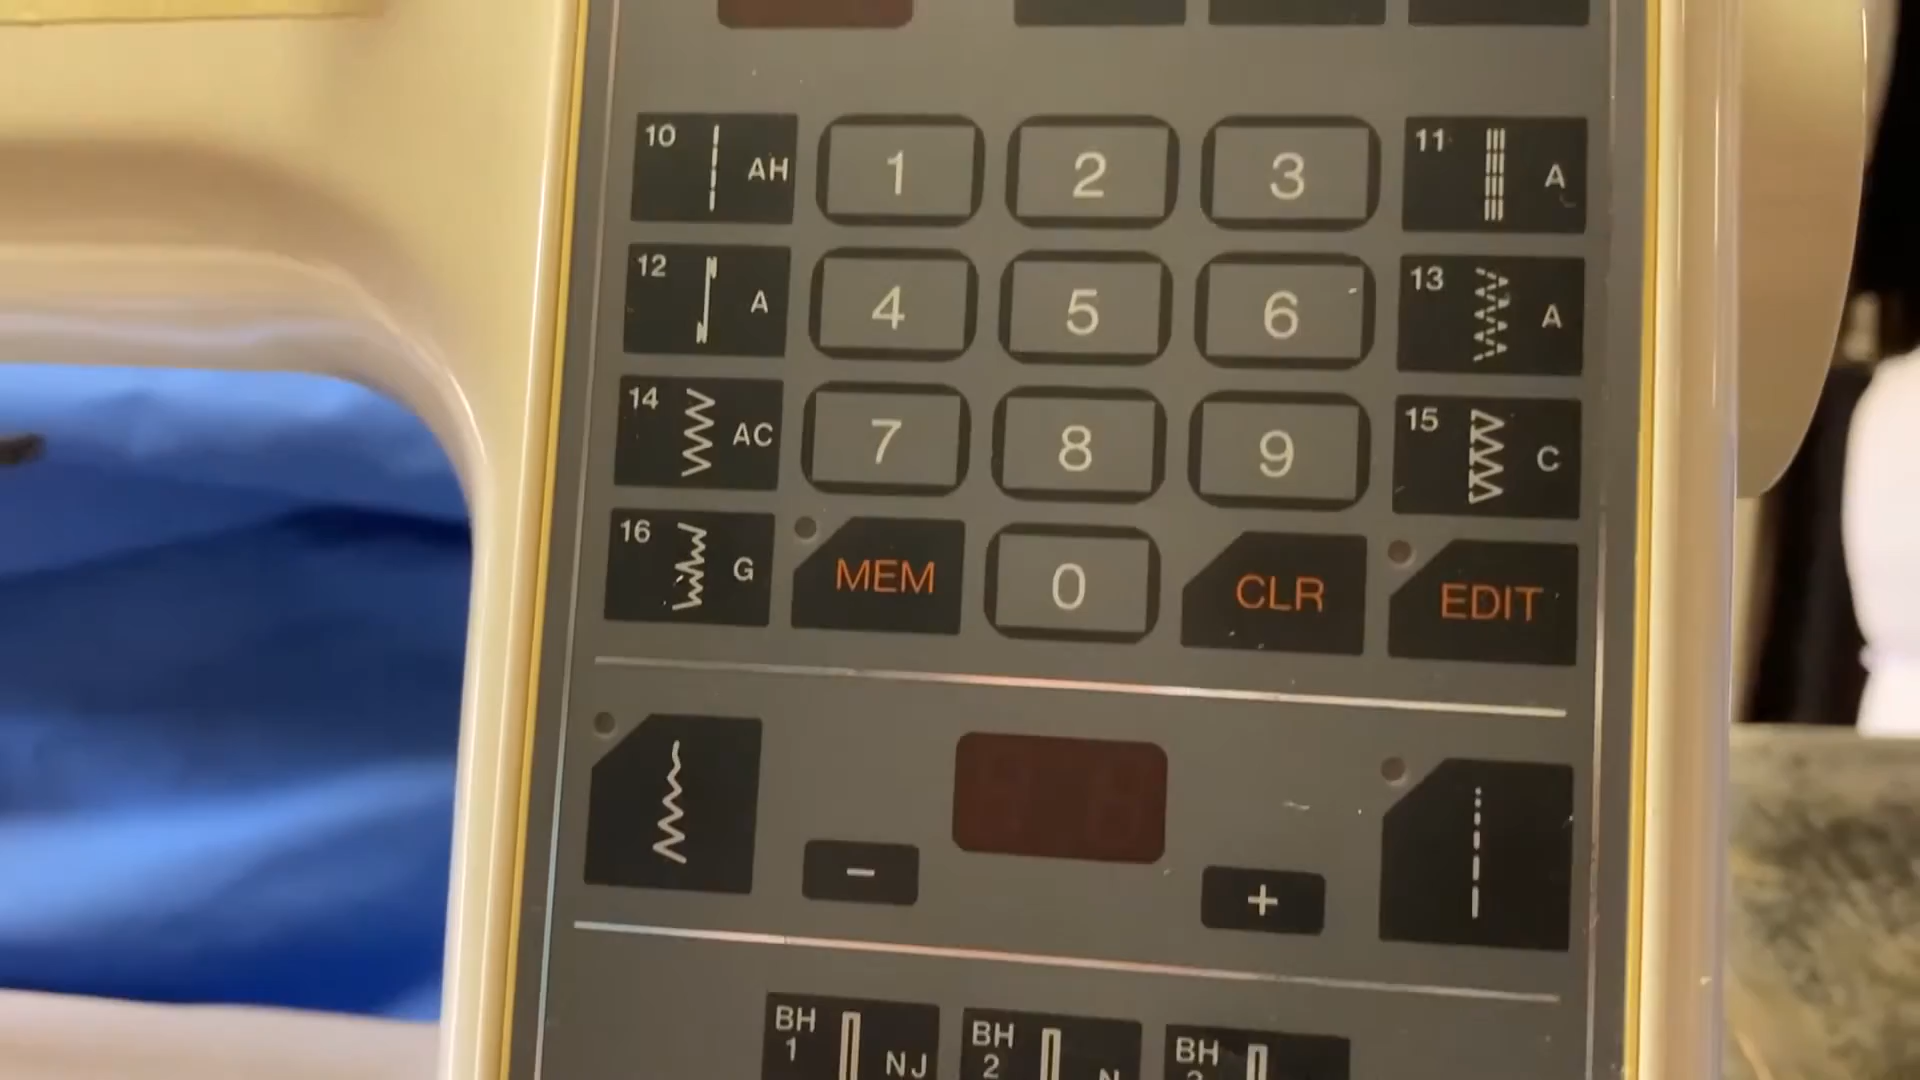 10 AH 1 2 3 11 A
12 A 4 5 6 13 A
14 AC 7 8 9 15 C
16 G MEM 0 CLR EDIT
- +
BH BH BH
1 NJ 2 N